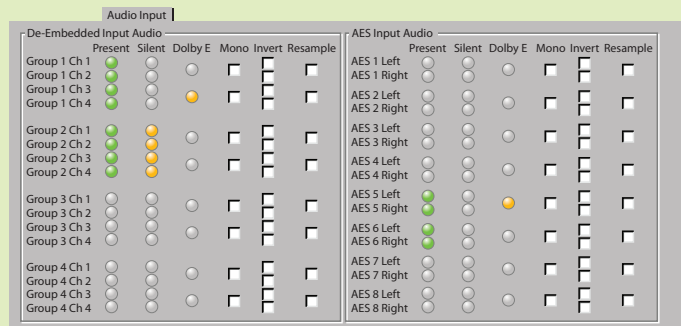 Audio Input
De-Embedded Input Audio
Present Silent Dolby E Mono Invert Resample
Group 1 Ch 1
Group 1 Ch 2
Group 1 Ch 3
Group 1 Ch 4
Group 2 Ch 1
Group 2 Ch 2
Group 2 Ch 3
Group 2 Ch 4
Group 3 Ch 1
Group 3 Ch 2
Group 3 Ch 3
Group 3 Ch 4
Group 4 Ch 1
Group 4 Ch 2
Group 4 Ch 3
Group 4 Ch 4
AES Input Audio
Present Silent Dolby E Mono Invert Resample
AES 1 Left
AES 1 Right
AES 2 Left
AES 2 Right
AES 3 Left
AES 3 Right
AES 4 Left
AES 4 Right
AES 5 Left
AES 5 Right
AES 6 Left
AES 6 Right
AES 7 Left
AES 7 Right
AES 8 Left
AES 8 Right